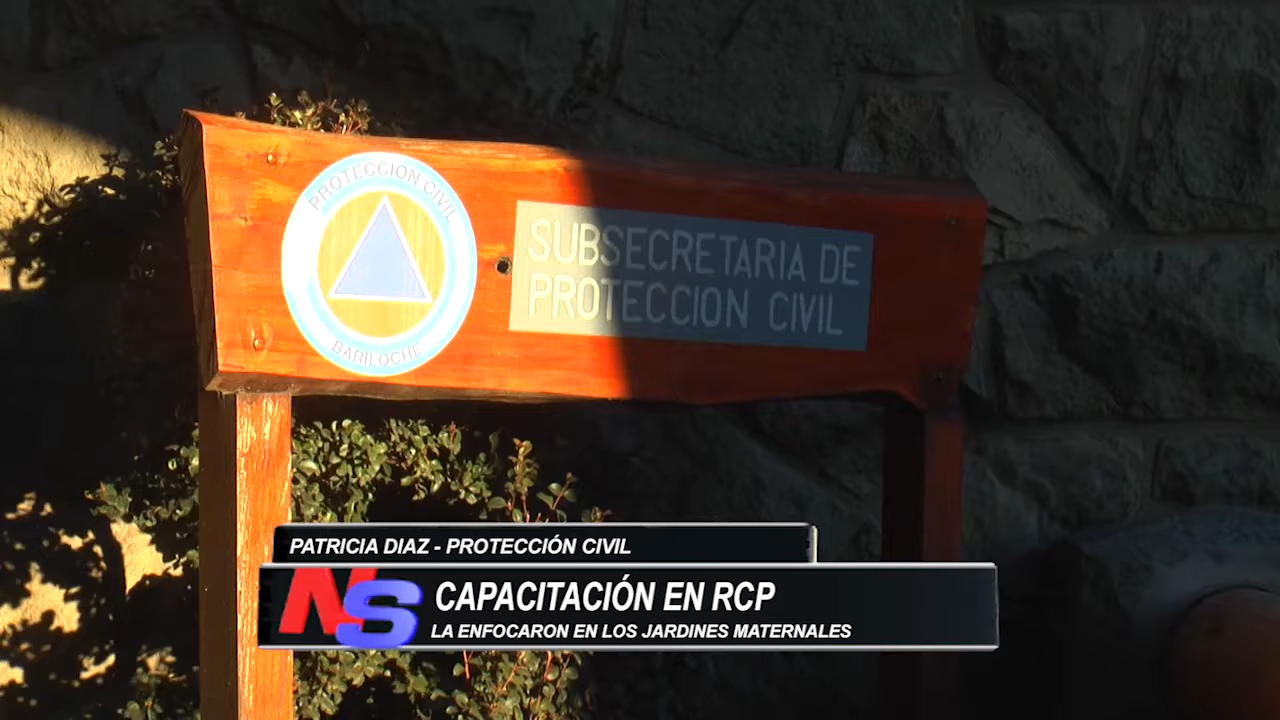 PROTECCION CIVIL
BARILOCHE
SUBSECRETARIA DE
PROTECCION CIVIL
PATRICIA DIAZ - PROTECCIÓN CIVIL
NS
CAPACITACIÓN EN RCP
LA ENFOCARON EN LOS JARDINES MATERNALES